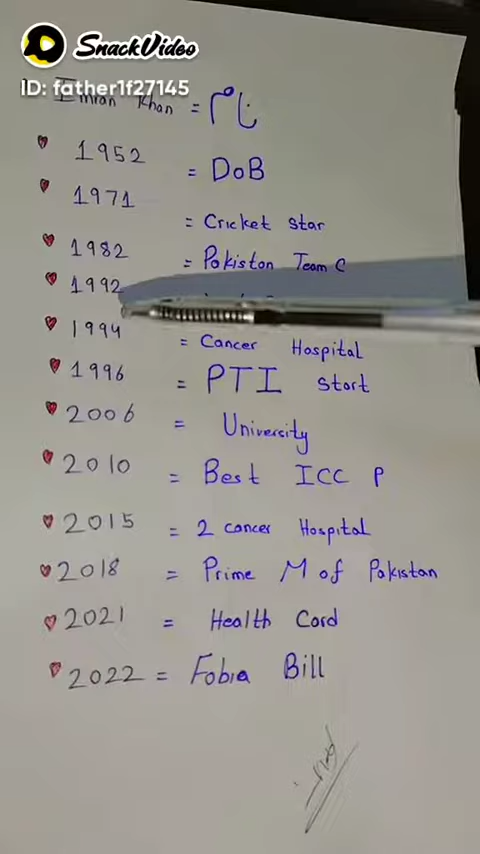 SnackVideo
ID: father1f27145
Imran Khan = نام
1952 = DoB
1971 = Cricket Star
1982 = Pakistan Team C
1992
1994 = Cancer Hospital
1996 = PTI Start
2006 = University
2010 = Best ICC P
2015 = 2 cancer Hospital
2018 = Prime M of Pakistan
2021 = Health Card
2022 = Fobia Bill